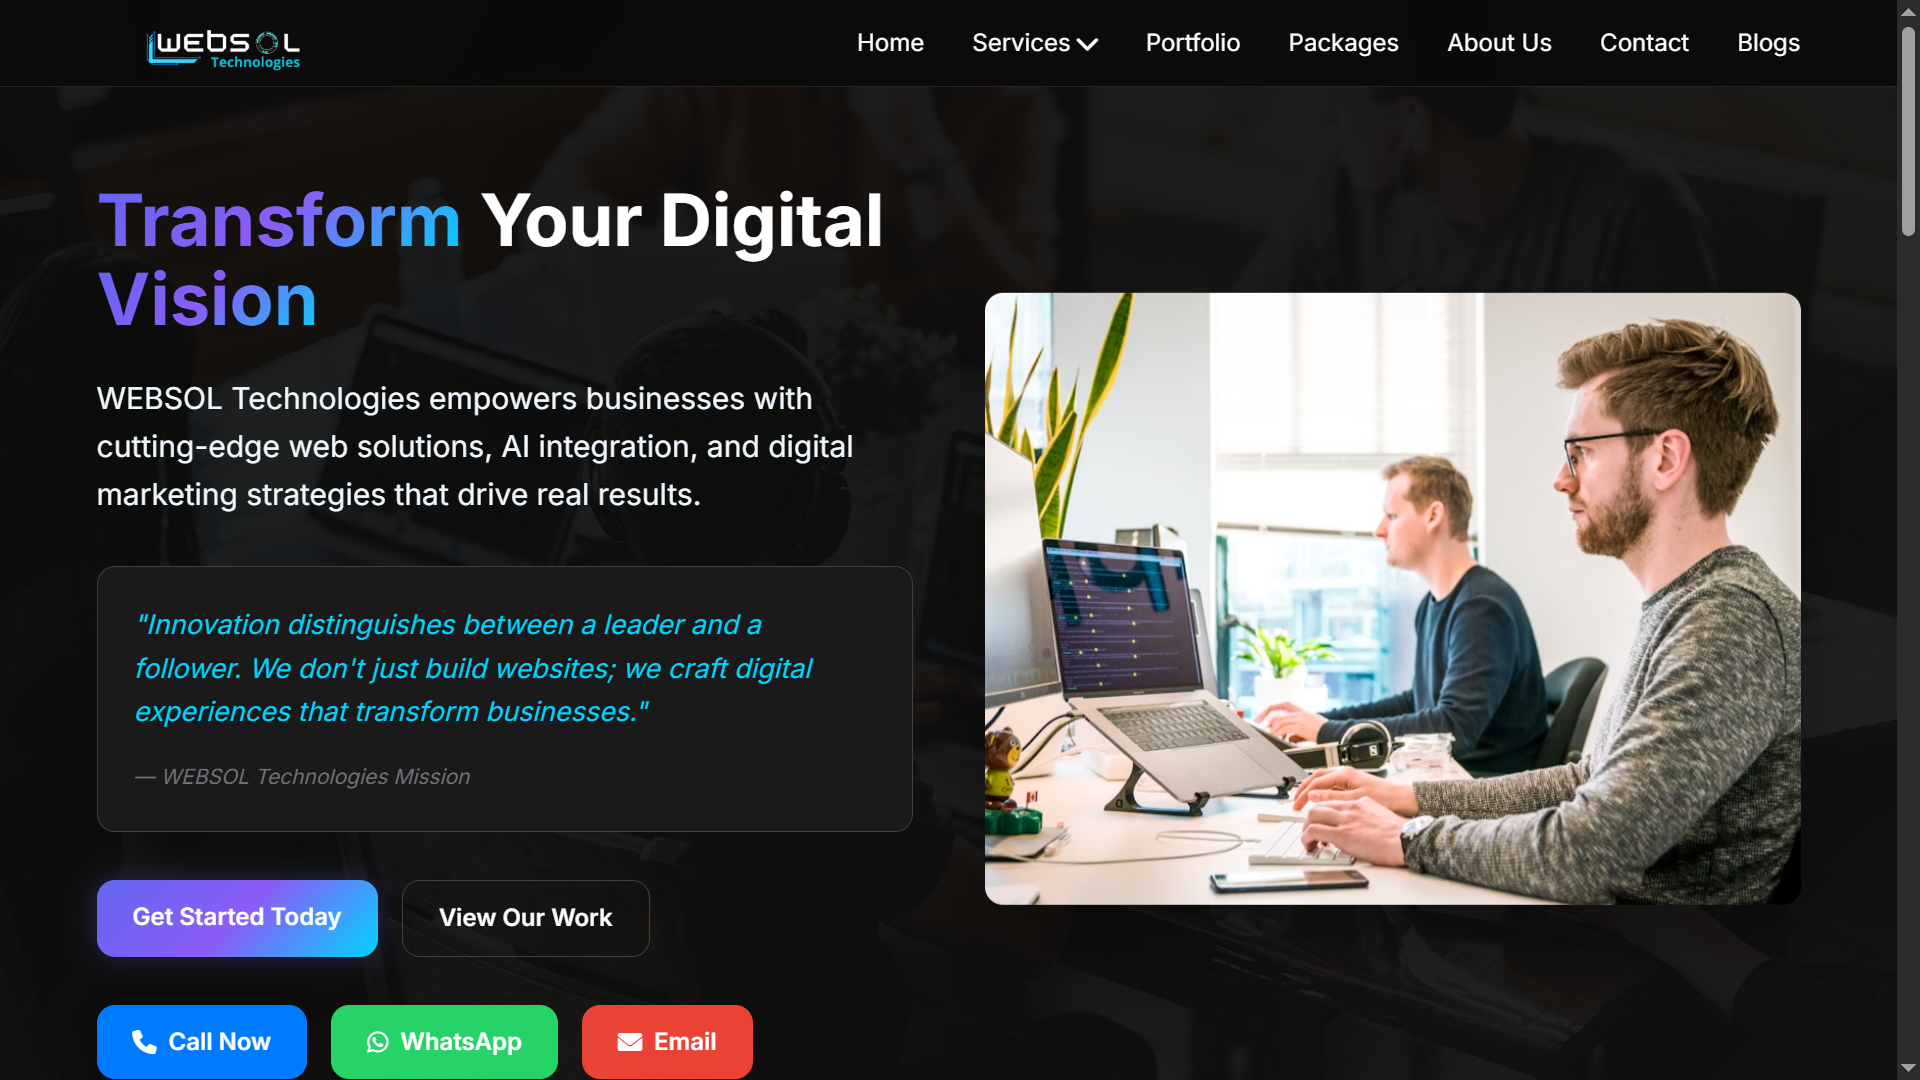 WEBSOL
Technologies
Home Services Portfolio Packages About Us Contact Blogs
Transform Your Digital
Vision
WEBSOL Technologies empowers businesses with
cutting-edge web solutions, AI integration, and digital
marketing strategies that drive real results.
"Innovation distinguishes between a leader and a
follower. We don't just build websites; we craft digital
experiences that transform businesses."
— WEBSOL Technologies Mission
Get Started Today View Our Work
Call Now WhatsApp Email